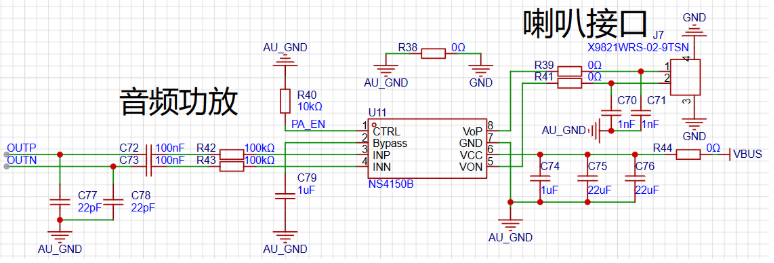 喇叭接口
音频功放
GND
J7
X9821WRS-02-9TSN
AU_GND
R38
0Ω
AU_GND
GND
R39
0Ω
R41
0Ω
1
2
4
3
GND
R40
10kΩ
PA_EN
U11
1
CTRL
VoP
8
2
Bypass
GND
7
3
INP
VCC
6
4
INN
VON
5
NS4150B
AU_GND
C70
1nF
C71
1nF
OUTP
OUTN
C72
100nF
R42
100kΩ
C73
100nF
R43
100kΩ
C77
22pF
C78
22pF
AU_GND
C79
1uF
AU_GND
C74
1uF
C75
22uF
C76
22uF
R44
0Ω
VBUS
AU_GND